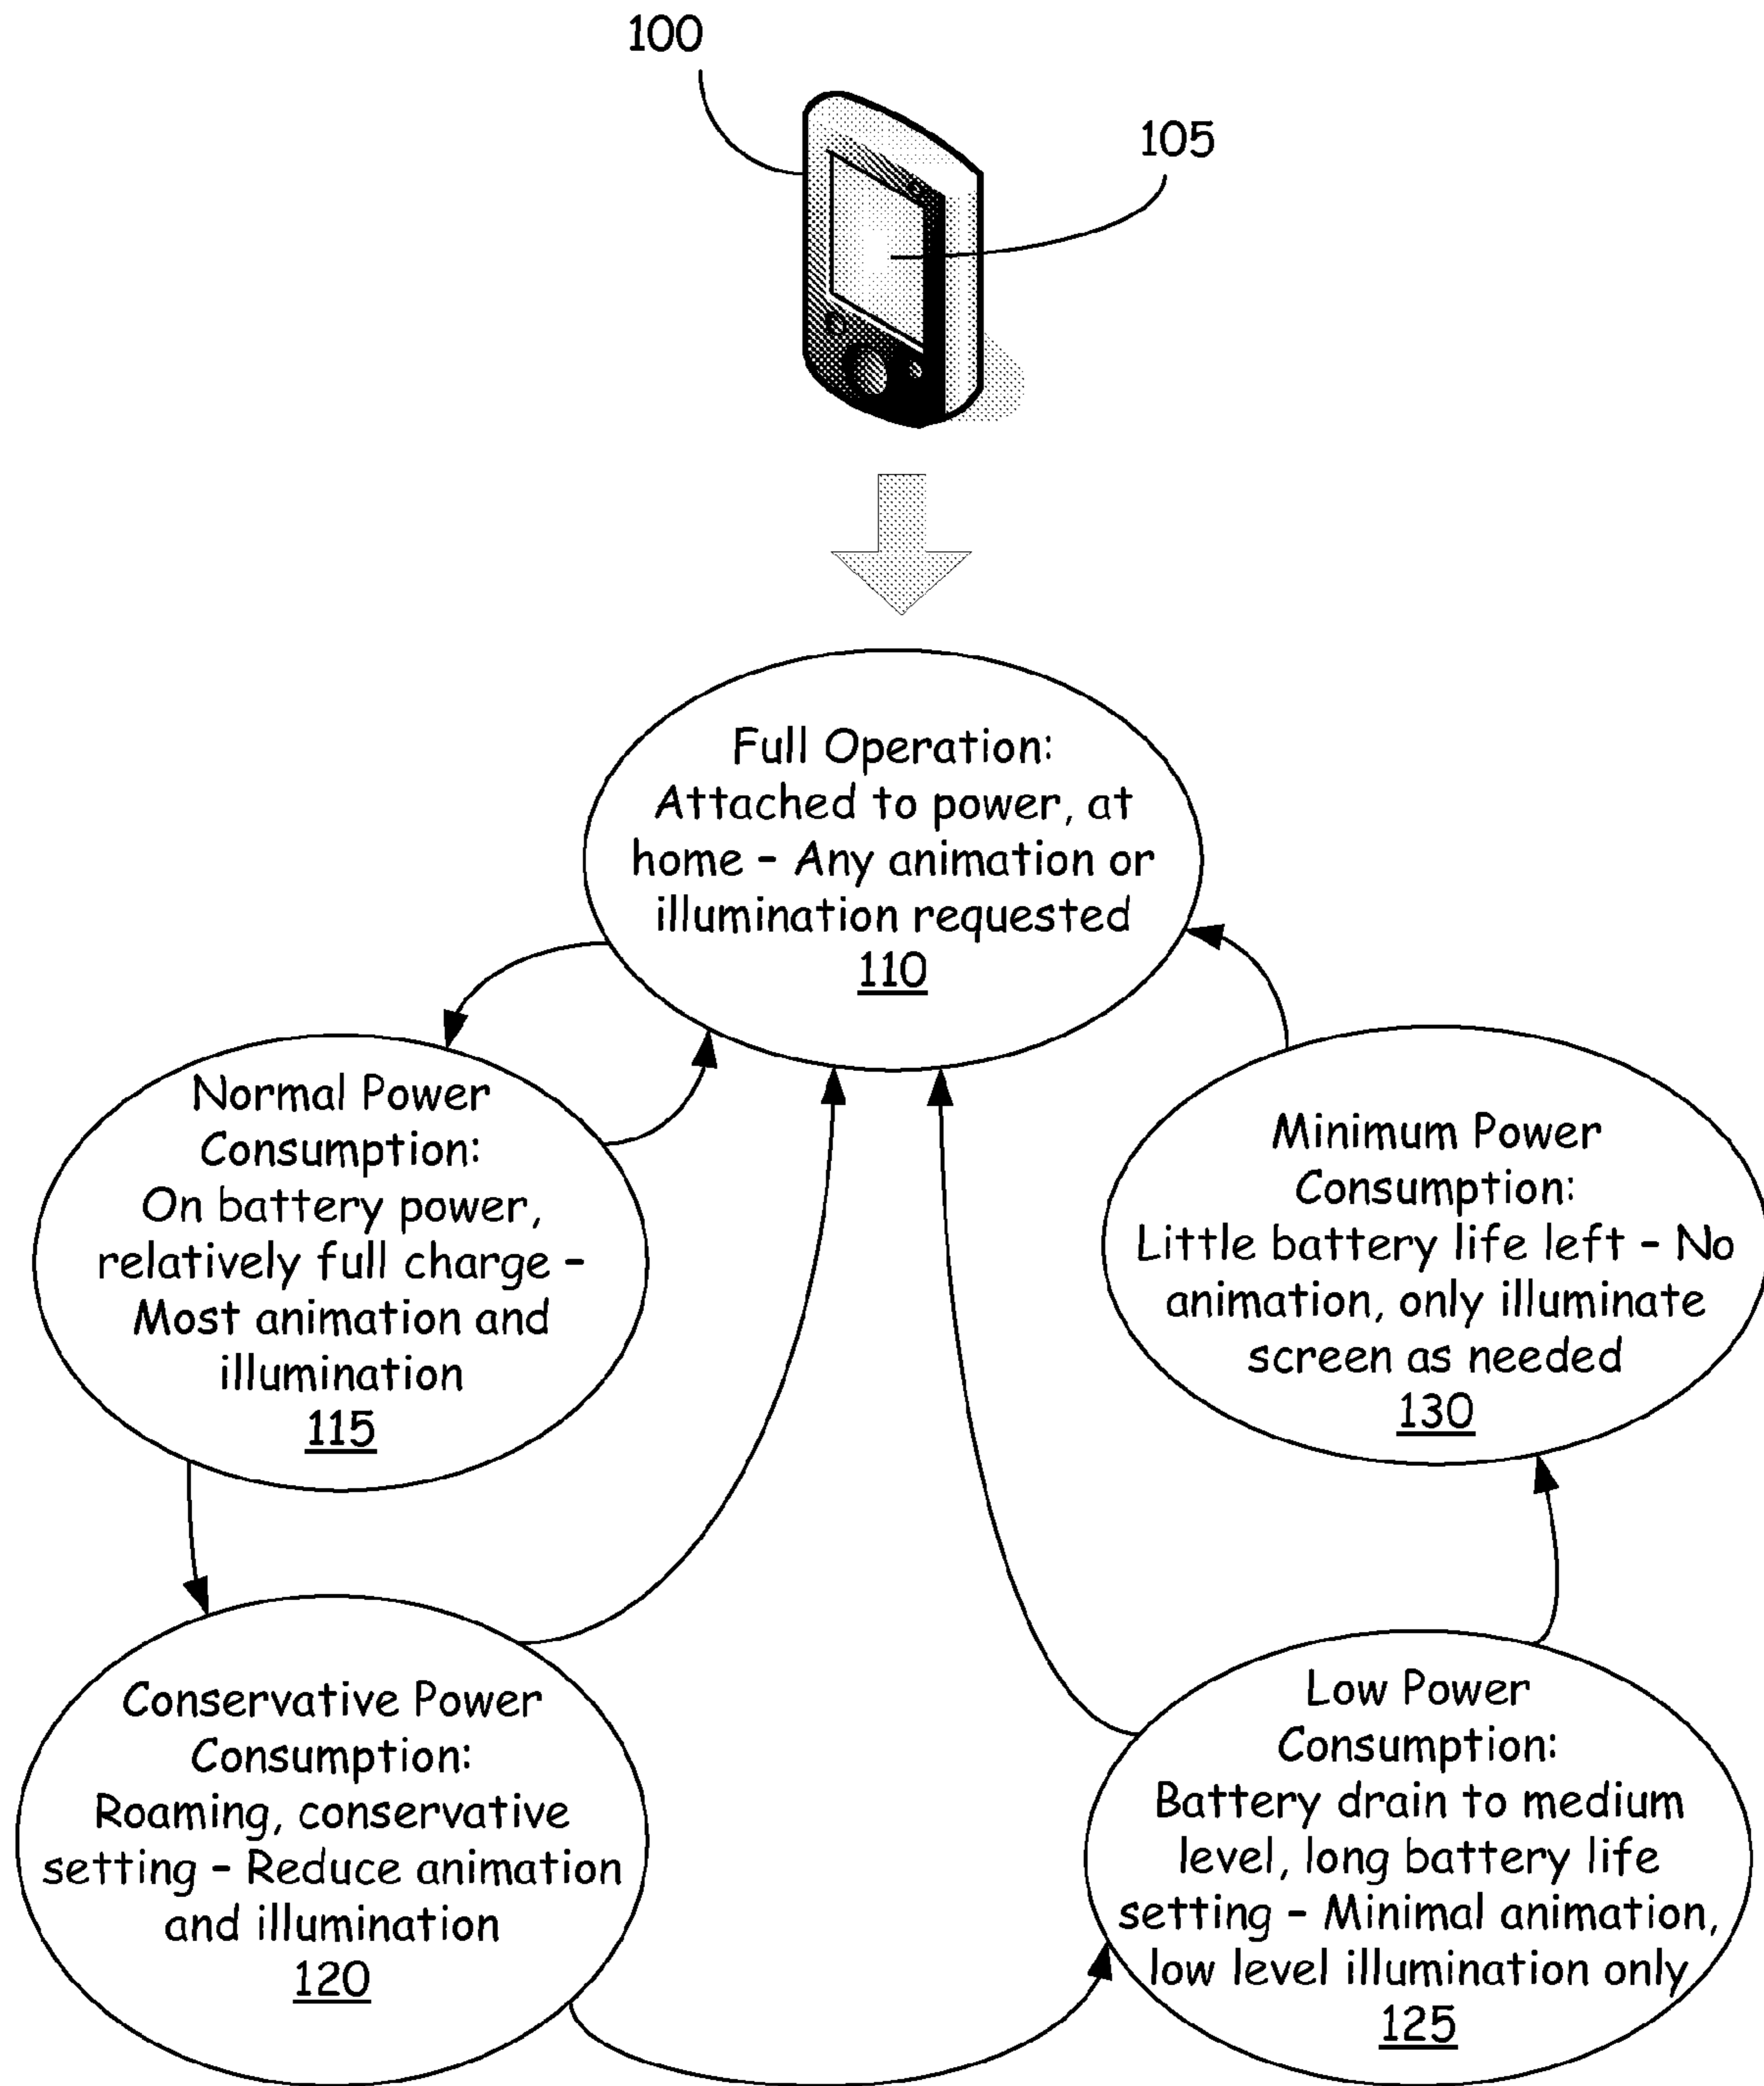 100
105
Full Operation:
Attached to power, at
home – Any animation or
illumination requested
110
Normal Power
Consumption:
On battery power,
relatively full charge –
Most animation and
illumination
115
Minimum Power
Consumption:
Little battery life left – No
animation, only illuminate
screen as needed
130
Conservative Power
Consumption:
Roaming, conservative
setting – Reduce animation
and illumination
120
Low Power
Consumption:
Battery drain to medium
level, long battery life
setting – Minimal animation,
low level illumination only
125